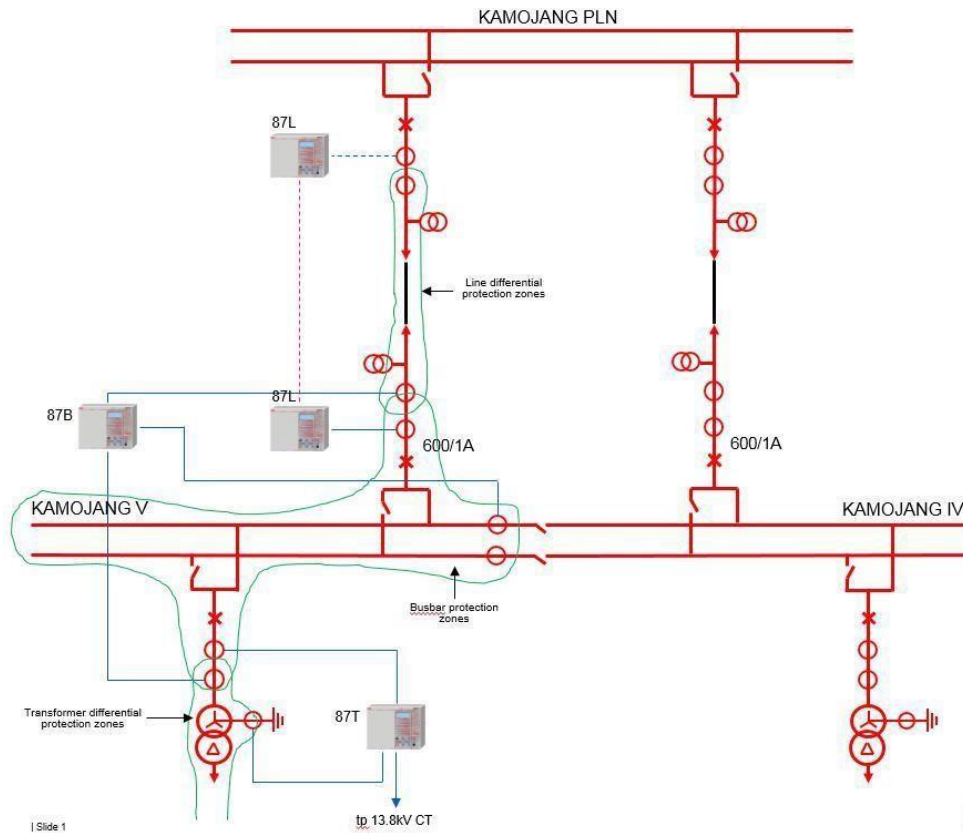 KAMOJANG PLN
87L
Line differential
protection zones
87L
87B
600/1A
600/1A
KAMOJANG V
KAMOJANG IV
Busbar protection
zones
Transformer differential
protection zones
87T
tp 13.8kV CT
| Slide 1